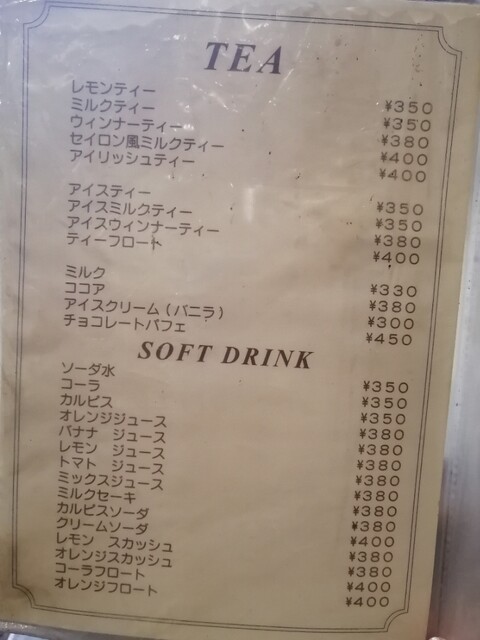 TEA
レモンティー ¥350
ミルクティー ¥350
ウィンナーティー ¥380
セイロン風ミルクティー ¥400
アイリッシュティー ¥400
アイスティー ¥350
アイスミルクティー ¥350
アイスウィンナーティー ¥380
ティーフロート ¥400
ミルク ¥330
ココア ¥380
アイスクリーム(バニラ) ¥300
チョコレートパフェ ¥450
SOFT DRINK
ソーダ水 ¥350
コーラ ¥350
カルピス ¥350
オレンジジュース ¥380
バナナ ジュース ¥380
レモン ジュース ¥380
トマト ジュース ¥380
ミックスジュース ¥380
ミルクセーキ ¥380
カルピスソーダ ¥380
クリームソーダ ¥400
レモン スカッシュ ¥380
オレンジスカッシュ ¥380
コーラフロート ¥400
オレンジフロート ¥400